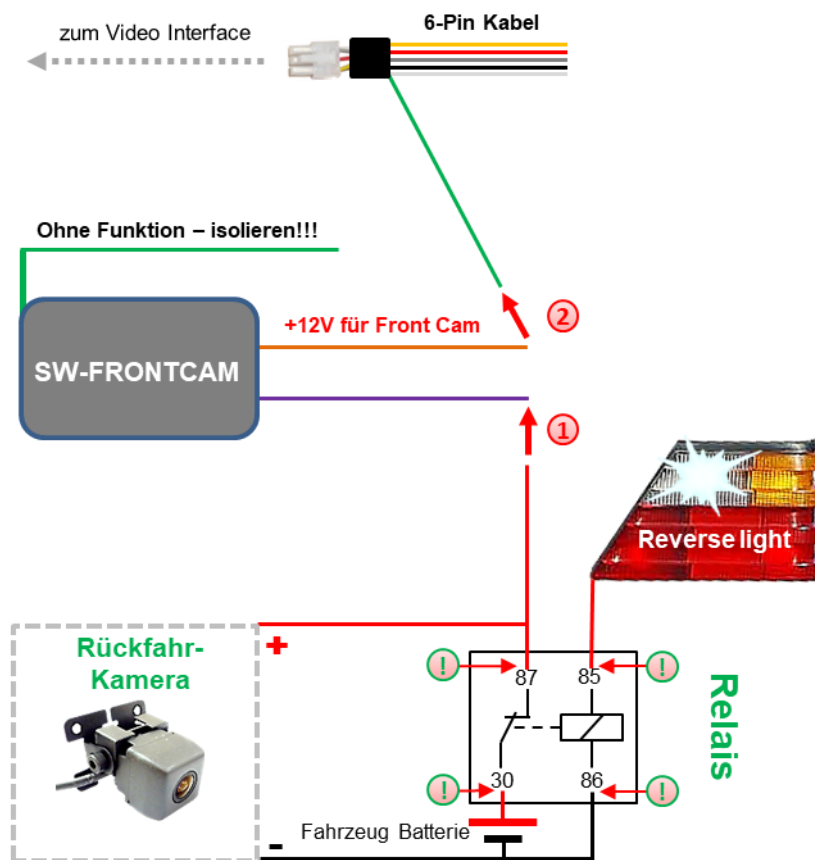 6-Pin Kabel
zum Video Interface
Ohne Funktion – isolieren!!!
+12V für Front Cam
2
SW-FRONTCAM
1
Reverse light
Rückfahr-
Kamera
+
!
87
85
!
Relais
!
30
86
!
Fahrzeug Batterie
-